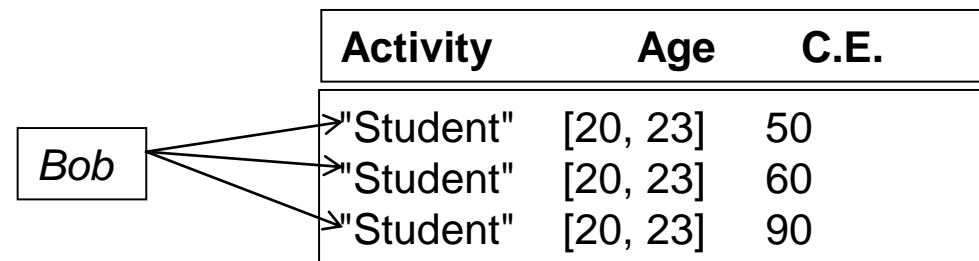 Activity Age C.E.
Bob
"Student" [20, 23] 50
"Student" [20, 23] 60
"Student" [20, 23] 90